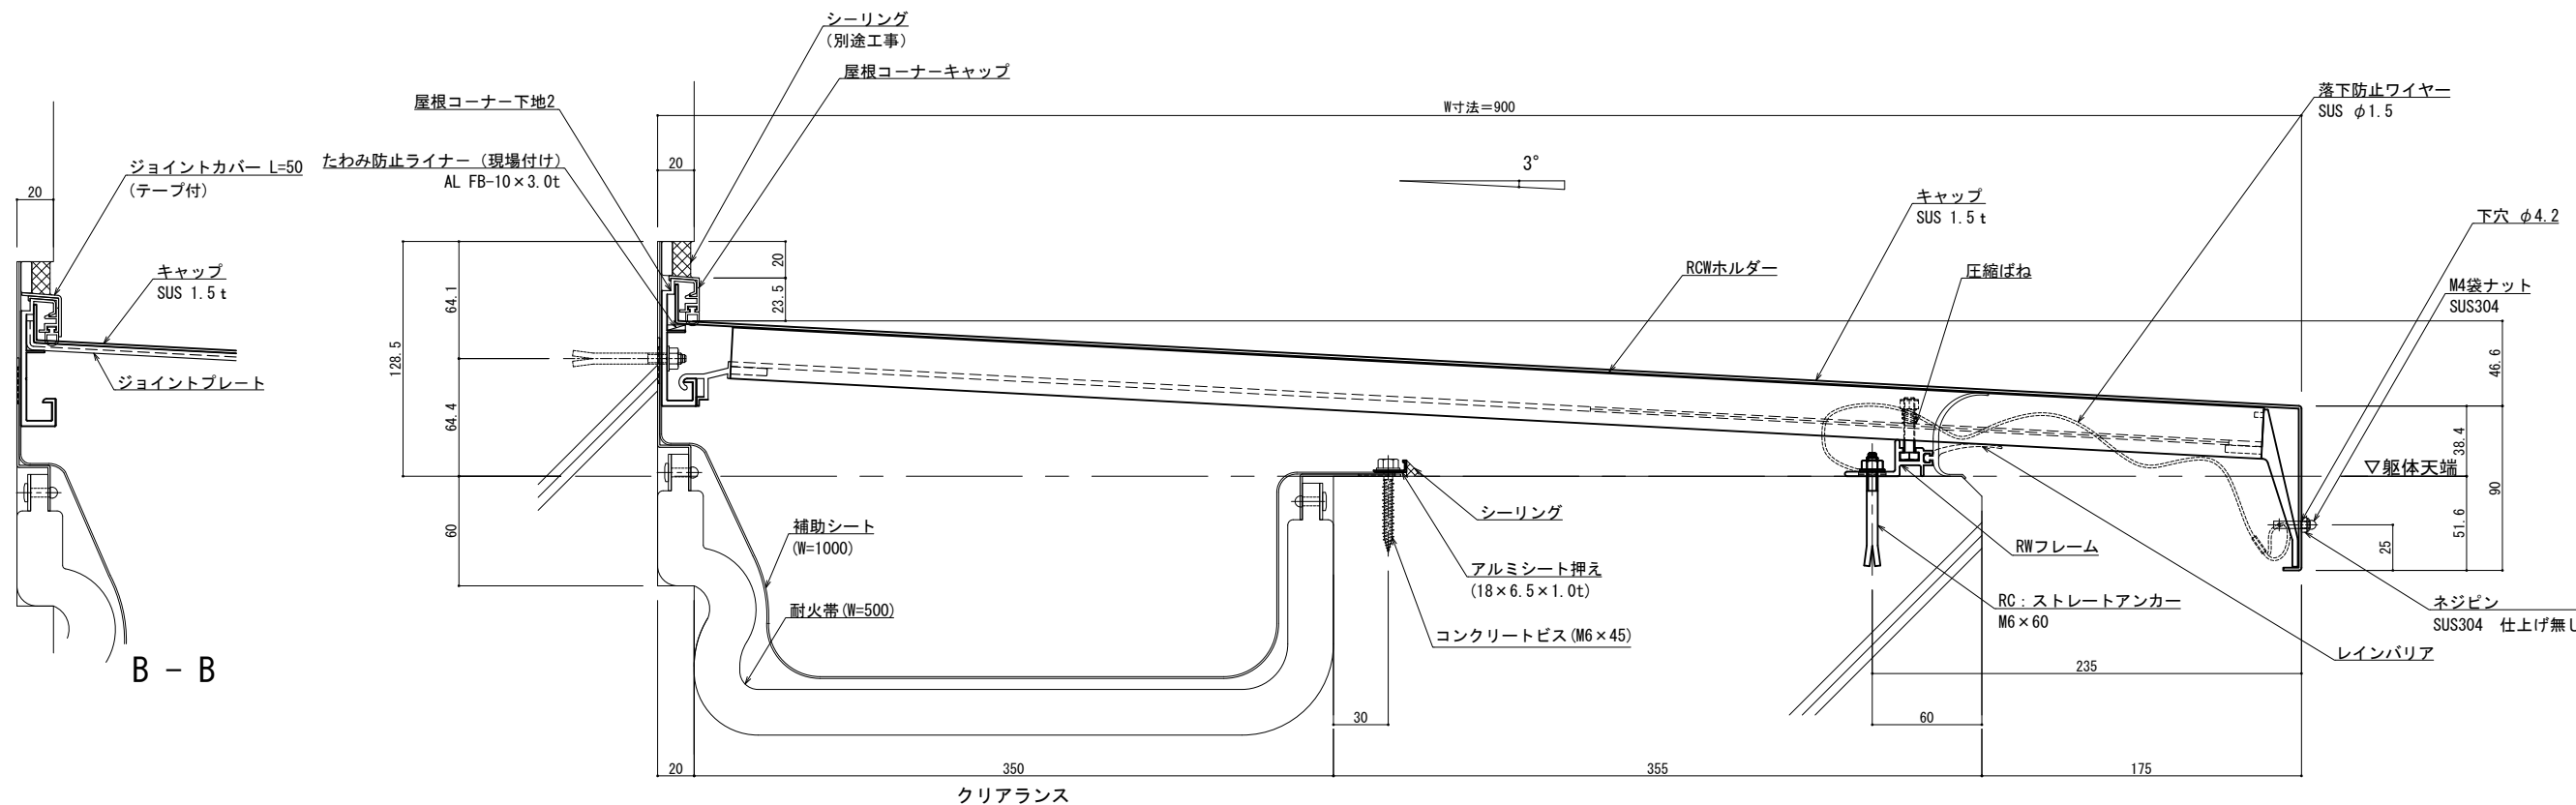 シーリング
(別途工事)
屋根コーナーキャップ
屋根コーナー下地2
たわみ防止ライナー (現場付け)
AL FB-10×3.0t
ジョイントカバー L=50
(テープ付)
20
キャップ
SUS 1.5t
ジョイントプレート
B - B
W寸法=900
20
3°
落下防止ワイヤー
SUS φ1.5
キャップ
SUS 1.5t
下穴 φ4.2
RCWホルダー
圧縮ばね
M4袋ナット
SUS304
20
23.5
64.1
128.5
64.4
60
46.6
38.4
▽躯体天端
90
51.6
25
補助シート
(W=1000)
耐火帯(W=500)
シーリング
アルミシート押え
(18×6.5×1.0t)
コンクリートビス(M6×45)
RWフレーム
RC:ストレートアンカー
M6×60
ネジピン
SUS304 仕上げ無し
レインバリア
235
30
60
20
350
355
175
クリアランス